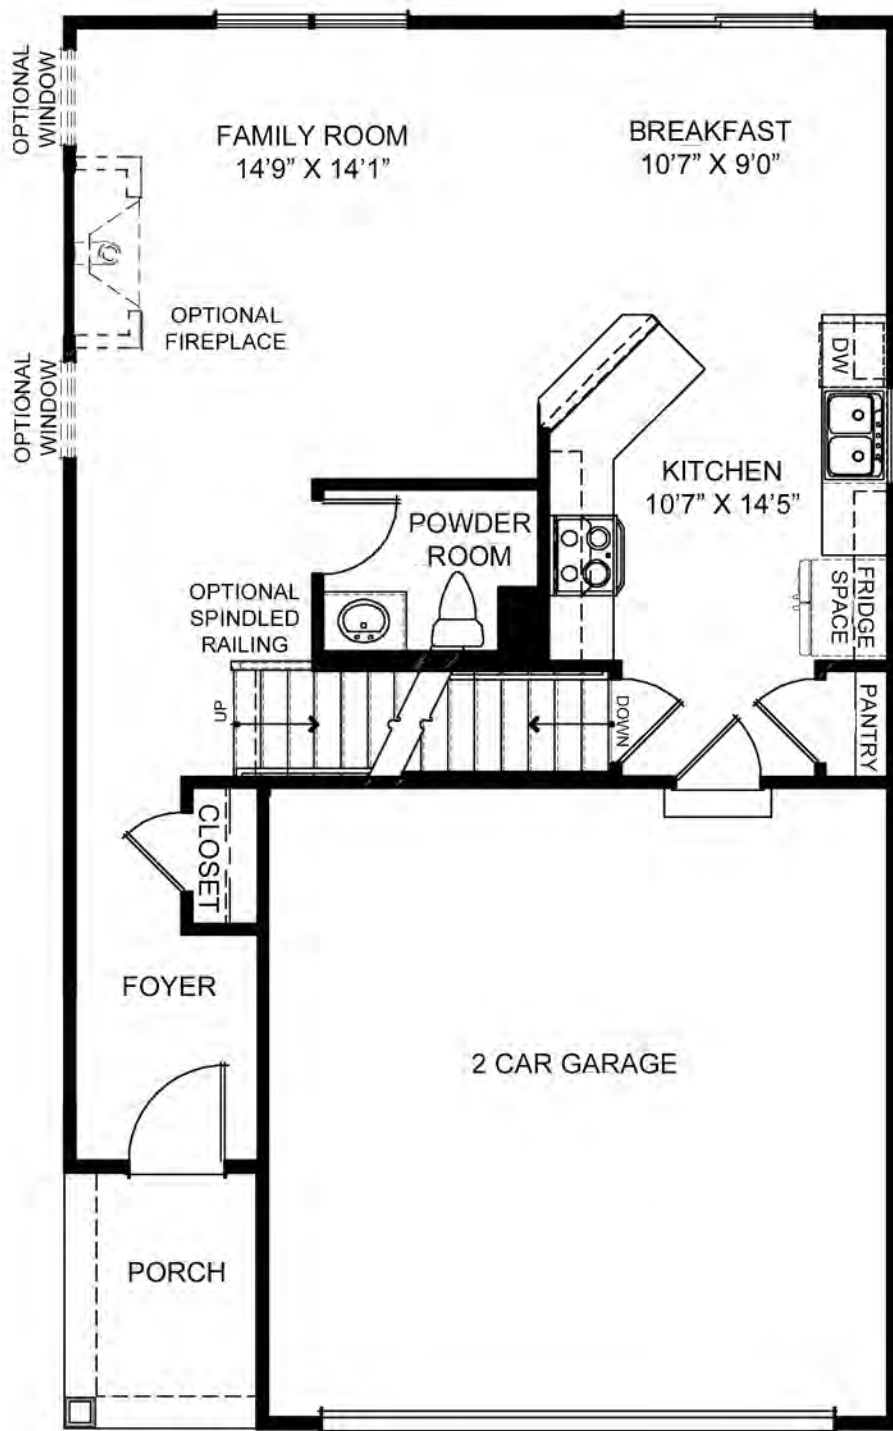 OPTIONAL
WINDOW
FAMILY ROOM
14’9” X 14’1”
BREAKFAST
10’7” X 9’0”
OPTIONAL
FIREPLACE
OPTIONAL
WINDOW
DW
KITCHEN
10’7” X 14’5”
POWDER
ROOM
FRIDGE
SPACE
OPTIONAL
SPINDLED
RAILING
UP
DOWN
PANTRY
CLOSET
FOYER
2 CAR GARAGE
PORCH